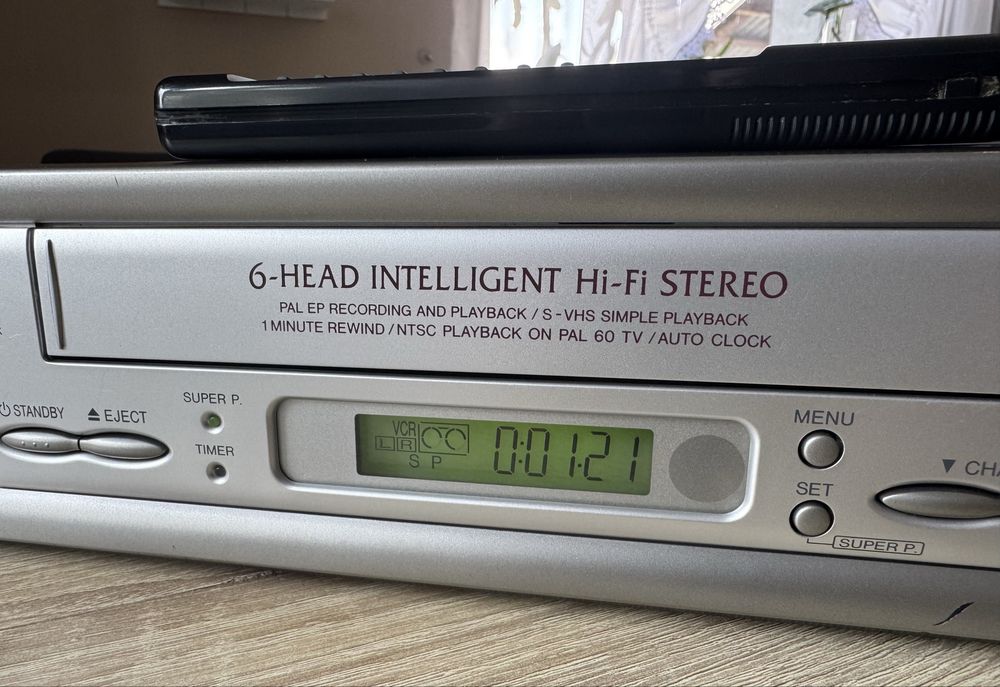 6-HEAD INTELLIGENT Hi-Fi STEREO
PAL EP RECORDING AND PLAYBACK / S-VHS SIMPLE PLAYBACK
1 MINUTE REWIND / NTSC PLAYBACK ON PAL 60 TV / AUTO CLOCK
STANDBY
▲ EJECT
SUPER P.
TIMER
VCR
L R
SP
0:01:21
MENU
SET
SUPER P.
▼